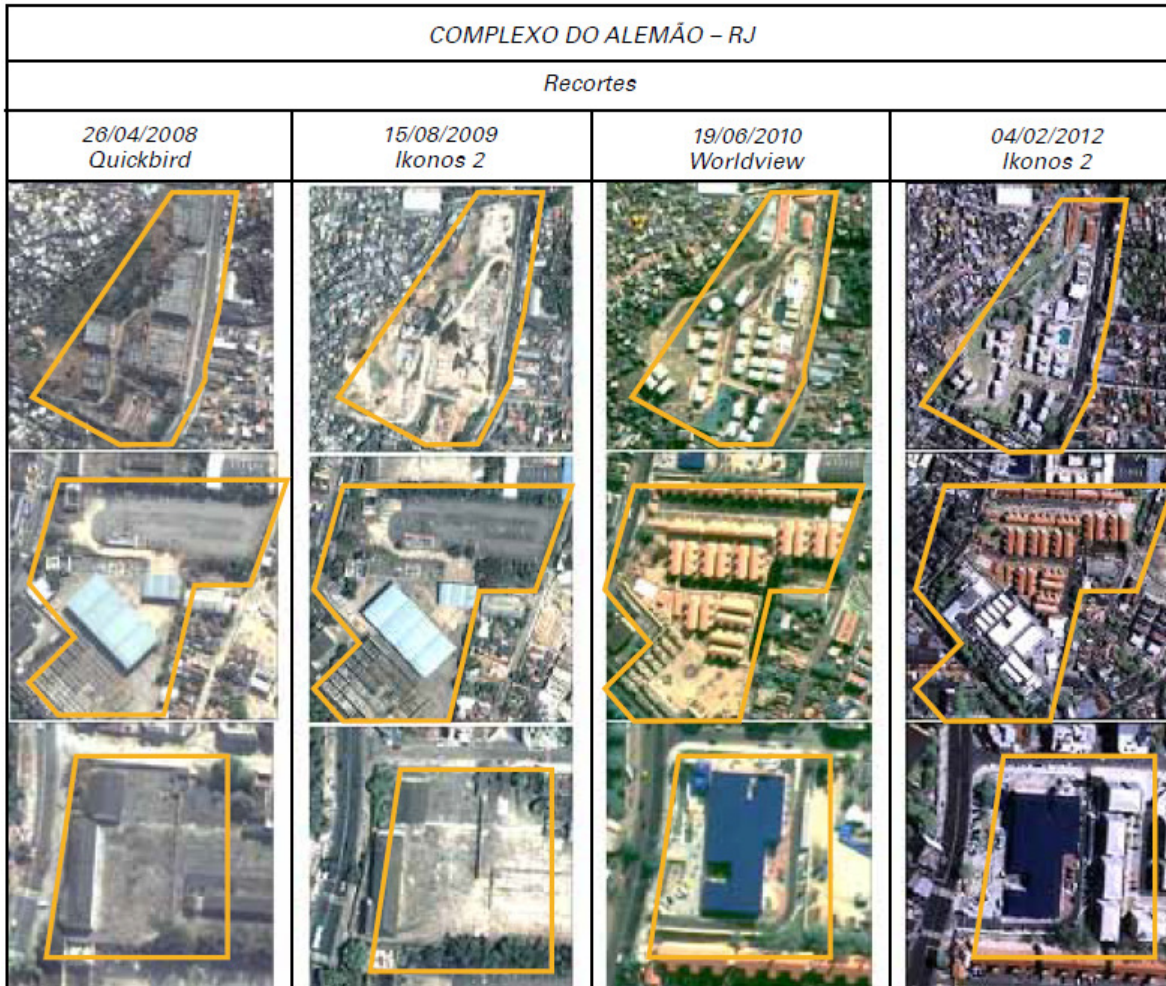 COMPLEXO DO ALEMÃO – RJ
Recortes
26/04/2008
Quickbird
15/08/2009
Ikonos 2
19/06/2010
Worldview
04/02/2012
Ikonos 2